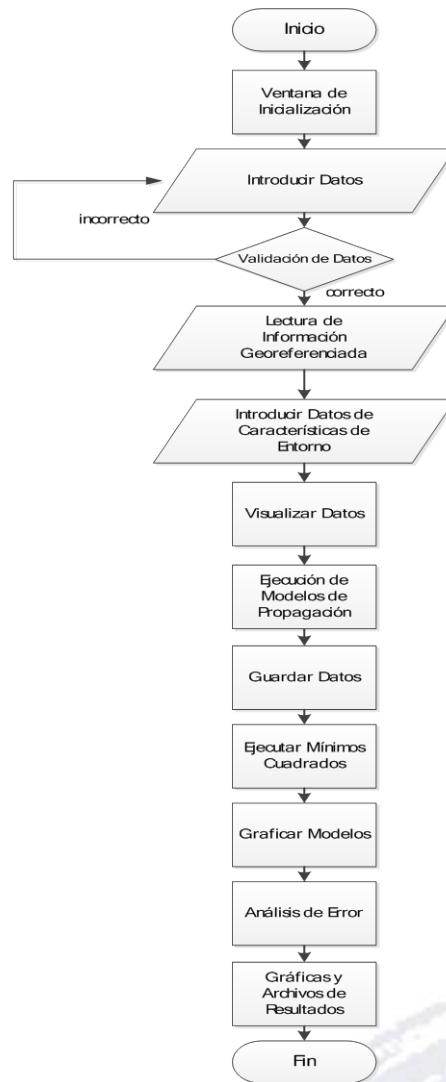 Inicio
Ventana de
Inicialización
Introducir Datos
incorrecto
Validación de Datos
correcto
Lectura de
Información
Georeferenciada
Introducir Datos de
Características de
Entorno
Visualizar Datos
Ejecución de
Modelos de
Propagación
Guardar Datos
Ejecutar Mínimos
Cuadrados
Graficar Modelos
Análisis de Error
Gráficas y
Archivos de
Resultados
Fin